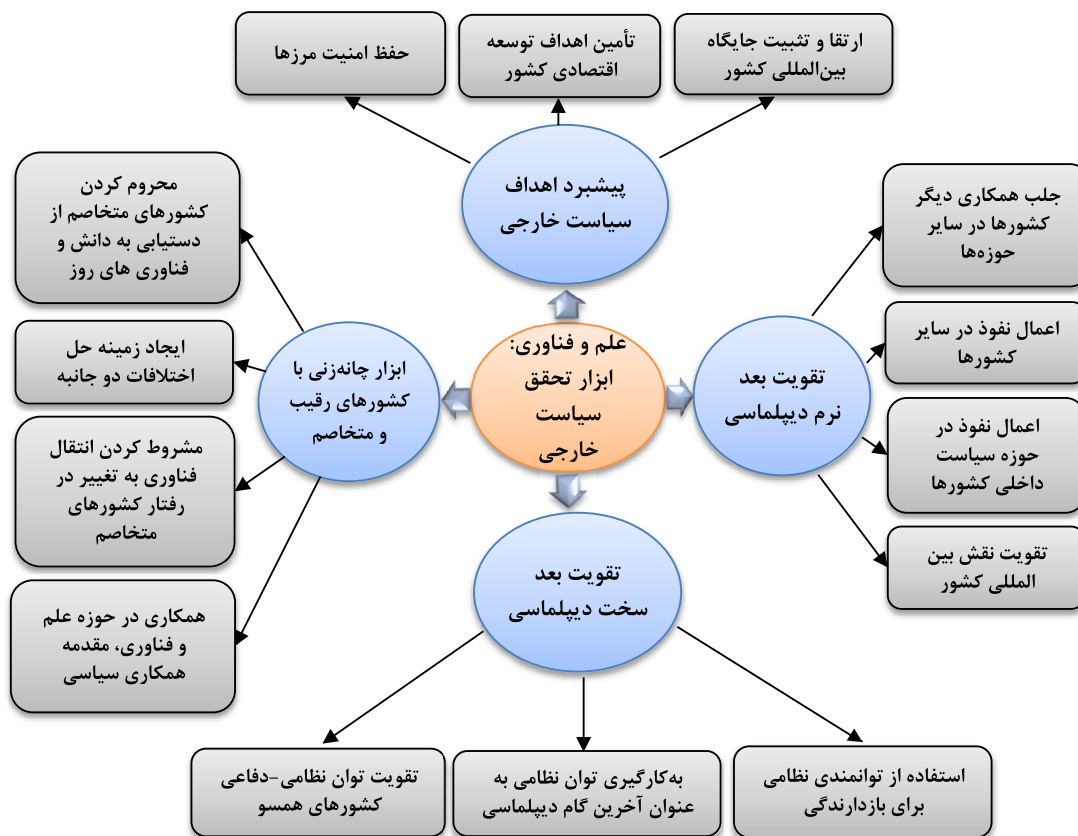 ارتقا و تثبیت جایگاه
بین‌المللی کشور
تأمین اهداف توسعه
اقتصادی کشور
حفظ امنیت مرزها
پیشبرد اهداف
سیاست خارجی
جلب همکاری دیگر
کشورها در سایر
حوزه‌ها
اعمال نفوذ در سایر
کشورها
اعمال نفوذ در
حوزه سیاست
داخلی کشورها
تقویت نقش بین
المللی کشور
تقویت بعد
نرم دیپلماسی
علم و فناوری:
ابزار تحقق
سیاست
خارجی
ابزار چانه‌زنی با
کشورهای رقیب
و متخاصم
محروم کردن
کشورهای متخاصم از
دستیابی به دانش و
فناوری های روز
ایجاد زمینه حل
اختلافات دو جانبه
مشروط کردن انتقال
فناوری به تغییر در
رفتار کشورهای
متخاصم
همکاری در حوزه علم
و فناوری، مقدمه
همکاری سیاسی
تقویت بعد
سخت دیپلماسی
استفاده از توانمندی نظامی
برای بازدارندگی
به‌کارگیری توان نظامی به
عنوان آخرین گام دیپلماسی
تقویت توان نظامی-دفاعی
کشورهای همسو